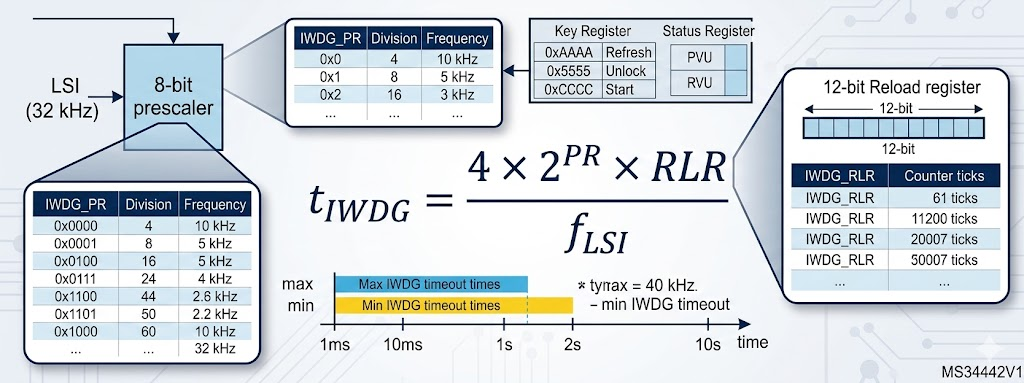 LSI
(32 kHz)
8-bit
prescaler
IWDG_PR Division Frequency
0x0 4 10 kHz
0x1 8 5 kHz
0x2 16 3 kHz
... ... ...
Key Register
0xAAAA Refresh
0x5555 Unlock
0xCCCC Start
Status Register
PVU
RVU
12-bit Reload register
12-bit
12-bit
IWDG_RLR Counter ticks
IWDG_RLR 61 ticks
IWDG_RLR 11200 ticks
IWDG_RLR 20007 ticks
IWDG_RLR 50007 ticks
... ...
IWDG_PR Division Frequency
0x0000 4 10 kHz
0x0001 8 5 kHz
0x0100 16 5 kHz
0x0111 24 4 kHz
0x1100 44 2.6 kHz
0x1101 50 2.2 kHz
0x1000 60 10 kHz
... ... 32 kHz
t_IWDG = (4 × 2^PR × RLR) / f_LSI
max Max IWDG timeout times
min Min IWDG timeout times
* tyrrax = 40 kHz.
– min IWDG timeout
1ms 10ms 1s 2s 10s time
MS34442V1